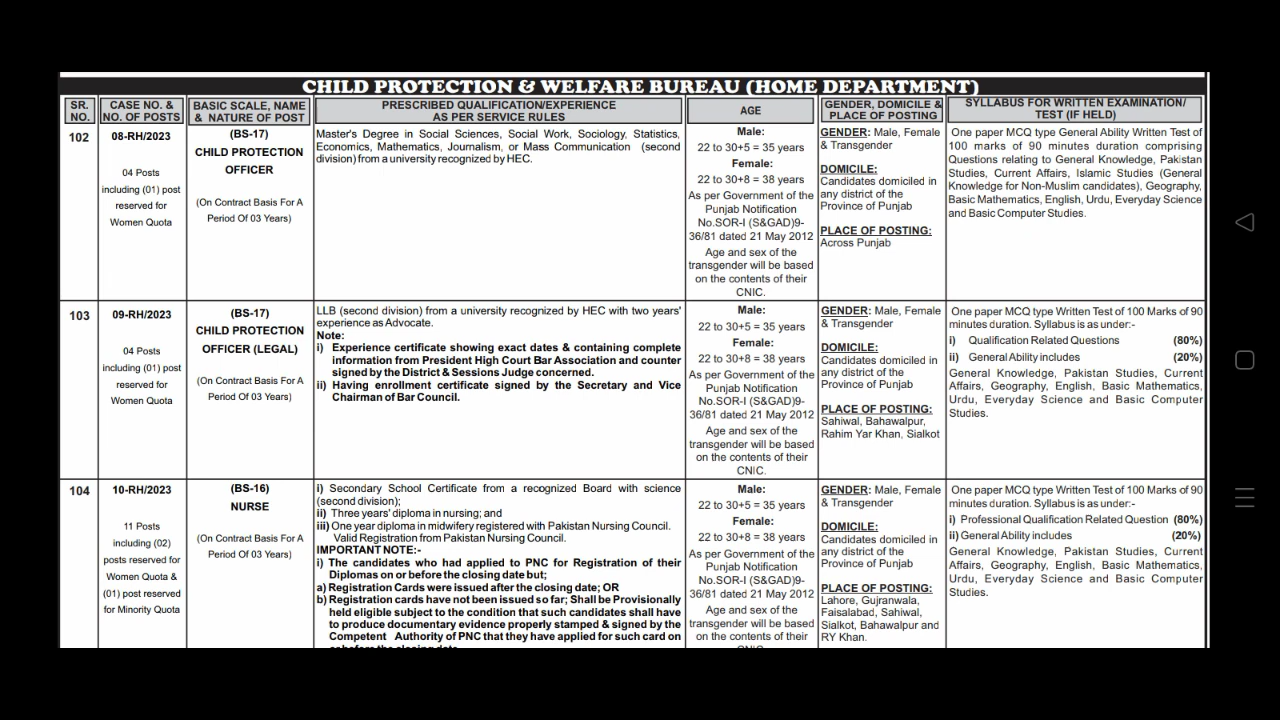 CHILD PROTECTION & WELFARE BUREAU (HOME DEPARTMENT)
SR. NO.
CASE NO. & NO. OF POSTS
BASIC SCALE, NAME & NATURE OF POST
PRESCRIBED QUALIFICATION/EXPERIENCE AS PER SERVICE RULES
AGE
GENDER, DOMICILE & PLACE OF POSTING
SYLLABUS FOR WRITTEN EXAMINATION/ TEST (IF HELD)
102
08-RH/2023
04 Posts
including (01) post
reserved for
Women Quota
(BS-17)
CHILD PROTECTION
OFFICER
(On Contract Basis For A
Period Of 03 Years)
Master's Degree in Social Sciences, Social Work, Sociology, Statistics,
Economics, Mathematics, Journalism, or Mass Communication (second
division) from a university recognized by HEC.
Male:
22 to 30+5 = 35 years
Female:
22 to 30+8 = 38 years
As per Government of the
Punjab Notification
No.SOR-I (S&GAD)9-
36/81 dated 21 May 2012
Age and sex of the
transgender will be based
on the contents of their
CNIC.
GENDER: Male, Female
& Transgender
DOMICILE:
Candidates domiciled in
any district of the
Province of Punjab
PLACE OF POSTING:
Across Punjab
One paper MCQ type General Ability Written Test of
100 marks of 90 minutes duration comprising
Questions relating to General Knowledge, Pakistan
Studies, Current Affairs, Islamic Studies (General
Knowledge for Non-Muslim candidates), Geography,
Basic Mathematics, English, Urdu, Everyday Science
and Basic Computer Studies.
103
09-RH/2023
04 Posts
including (01) post
reserved for
Women Quota
(BS-17)
CHILD PROTECTION
OFFICER (LEGAL)
(On Contract Basis For A
Period Of 03 Years)
LLB (second division) from a university recognized by HEC with two years'
experience as Advocate.
Note:
i) Experience certificate showing exact dates & containing complete
information from President High Court Bar Association and counter
signed by the District & Sessions Judge concerned.
ii) Having enrollment certificate signed by the Secretary and Vice
Chairman of Bar Council.
Male:
22 to 30+5 = 35 years
Female:
22 to 30+8 = 38 years
As per Government of the
Punjab Notification
No.SOR-I (S&GAD)9-
36/81 dated 21 May 2012
Age and sex of the
transgender will be based
on the contents of their
CNIC.
GENDER: Male, Female
& Transgender
DOMICILE:
Candidates domiciled in
any district of the
Province of Punjab
PLACE OF POSTING:
Sahiwal, Bahawalpur,
Rahim Yar Khan, Sialkot
One paper MCQ type Written Test of 100 Marks of 90
minutes duration. Syllabus is as under:-
i) Qualification Related Questions (80%)
ii) General Ability includes (20%)
General Knowledge, Pakistan Studies, Current
Affairs, Geography, English, Basic Mathematics,
Urdu, Everyday Science and Basic Computer
Studies.
104
10-RH/2023
11 Posts
including (02)
posts reserved for
Women Quota &
(01) post reserved
for Minority Quota
(BS-16)
NURSE
(On Contract Basis For A
Period Of 03 Years)
i) Secondary School Certificate from a recognized Board with science
(second division);
ii) Three years' diploma in nursing; and
iii) One year diploma in midwifery registered with Pakistan Nursing Council.
Valid Registration from Pakistan Nursing Council.
IMPORTANT NOTE:-
i) The candidates who had applied to PNC for Registration of their
Diplomas on or before the closing date but;
a) Registration Cards were issued after the closing date; OR
b) Registration cards have not been issued so far; Shall be Provisionally
held eligible subject to the condition that such candidates shall have
to produce documentary evidence properly stamped & signed by the
Competent Authority of PNC that they have applied for such card on
Male:
22 to 30+5 = 35 years
Female:
22 to 30+8 = 38 years
As per Government of the
Punjab Notification
No.SOR-I (S&GAD)9-
36/81 dated 21 May 2012
Age and sex of the
transgender will be based
on the contents of their
GENDER: Male, Female
& Transgender
DOMICILE:
Candidates domiciled in
any district of the
Province of Punjab
PLACE OF POSTING:
Lahore, Gujranwala,
Faisalabad, Sahiwal,
Sialkot, Bahawalpur and
RY Khan.
One paper MCQ type Written Test of 100 Marks of 90
minutes duration. Syllabus is as under:-
i) Professional Qualification Related Question (80%)
ii) General Ability includes (20%)
General Knowledge, Pakistan Studies, Current
Affairs, Geography, English, Basic Mathematics,
Urdu, Everyday Science and Basic Computer
Studies.